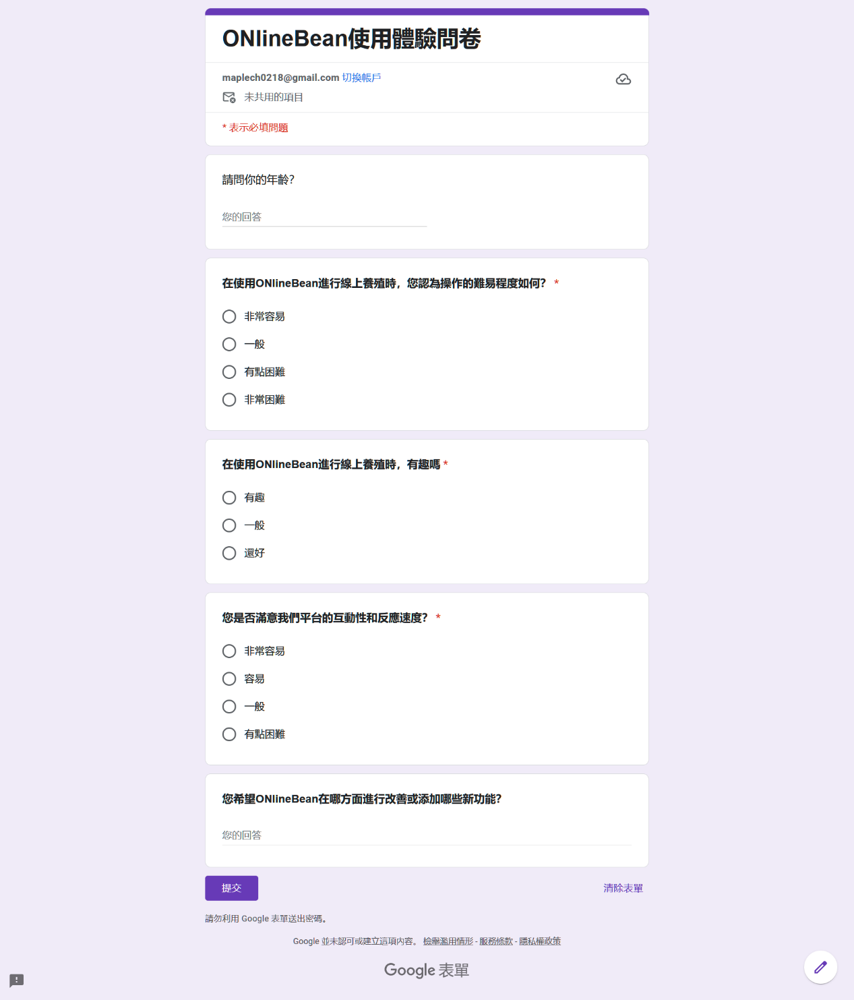 ONlineBean使用體驗問卷
maplech0218@gmail.com 切換帳戶
未共用的項目
* 表示必填問題
請問你的年齡?
您的回答
在使用ONlineBean進行線上養殖時，您認為操作的難易程度如何? *
非常容易
一般
有點困難
非常困難
在使用ONlineBean進行線上養殖時，有趣嗎 *
有趣
一般
還好
您是否滿意我們平台的互動性和反應速度? *
非常容易
容易
一般
有點困難
您希望ONlineBean在哪方面進行改善或添加哪些新功能?
您的回答
提交
清除表單
請勿利用 Google 表單送出密碼。
Google 並未認可或建立這項內容。 檢舉濫用情形 - 服務條款 - 隱私權政策
Google 表單